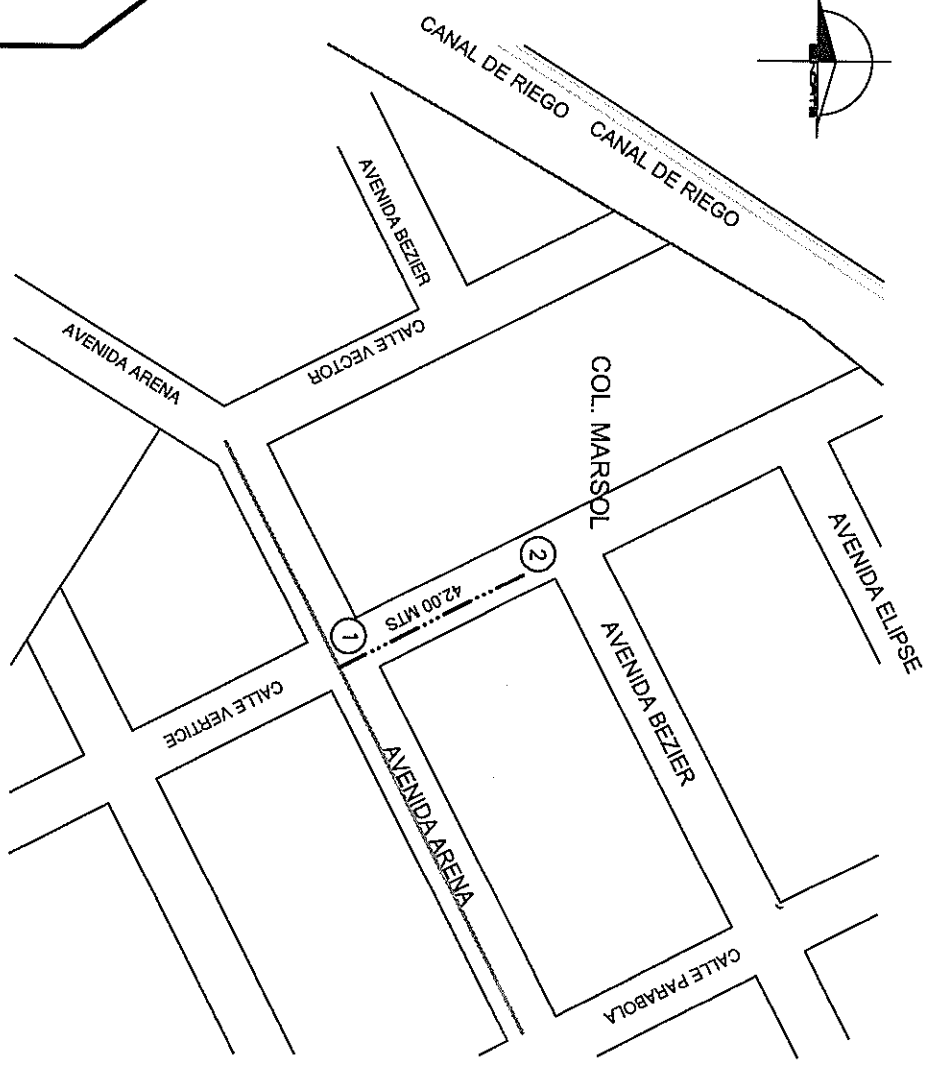 CANAL DE RIEGO
CANAL DE RIEGO
AVENIDA BEZIER
CALLE VECTOR
AVENIDA ARENA
COL. MARSOL
AVENIDA ELIPSE
2
42.00 MTS
1
AVENIDA BEZIER
CALLE VERTICE
AVENIDA ARENA
CALLE PARABOLA